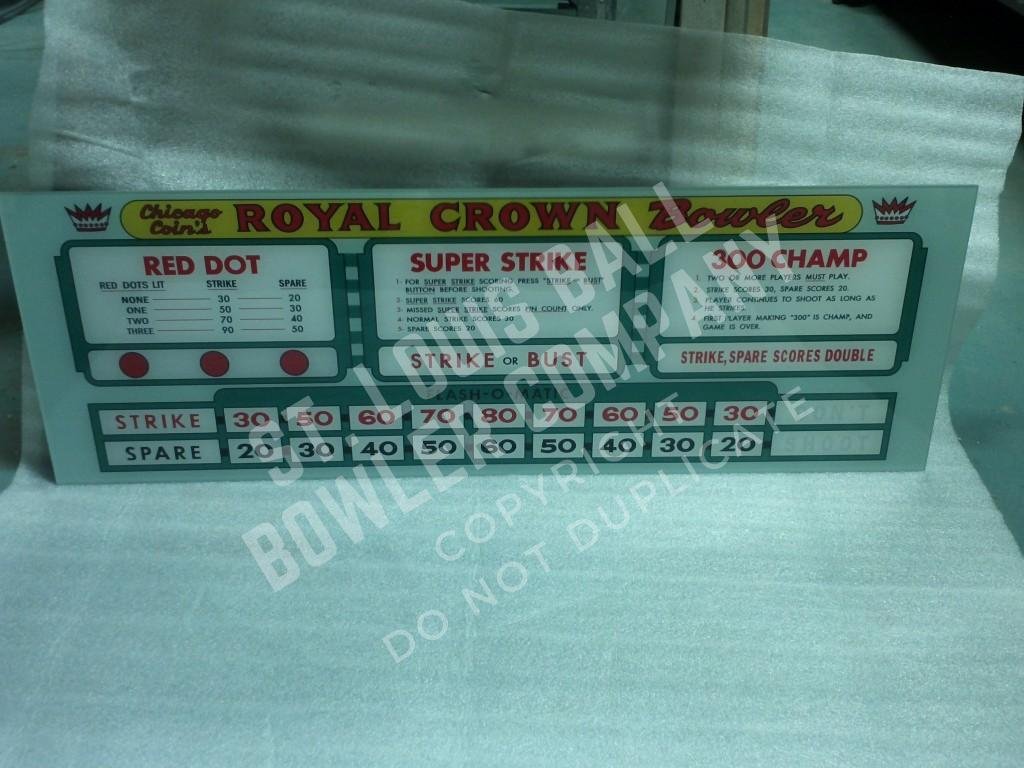 Chicago Coin's ROYAL CROWN Bowler
RED DOT
RED DOTS LIT STRIKE SPARE
NONE 30 20
ONE 50 30
TWO 70 40
THREE 90 50
SUPER STRIKE
1- FOR SUPER STRIKE SCORING PRESS "STRIKE OR BUST"
BUTTON BEFORE SHOOTING.
2- SUPER STRIKE SCORES 60
3- MISSED SUPER STRIKE SCORES PIN COUNT ONLY.
4- NORMAL STRIKE SCORES 30
5- SPARE SCORES 20
STRIKE OR BUST
300 CHAMP
1. TWO OR MORE PLAYERS MUST PLAY.
2. STRIKE SCORES 30, SPARE SCORES 20.
3. PLAYER CONTINUES TO SHOOT AS LONG AS
HE STRIKES.
4. FIRST PLAYER MAKING "300" IS CHAMP, AND
GAME IS OVER.
STRIKE, SPARE SCORES DOUBLE
FLASH-O-MATIC
STRIKE 30 50 60 70 80 70 60 50 30 DON'T
SPARE 20 30 40 50 60 50 40 30 20 SHOOT
ST. LOUIS BALL
BOWLER COMPANY
COPYRIGHT
DO NOT DUPLICATE